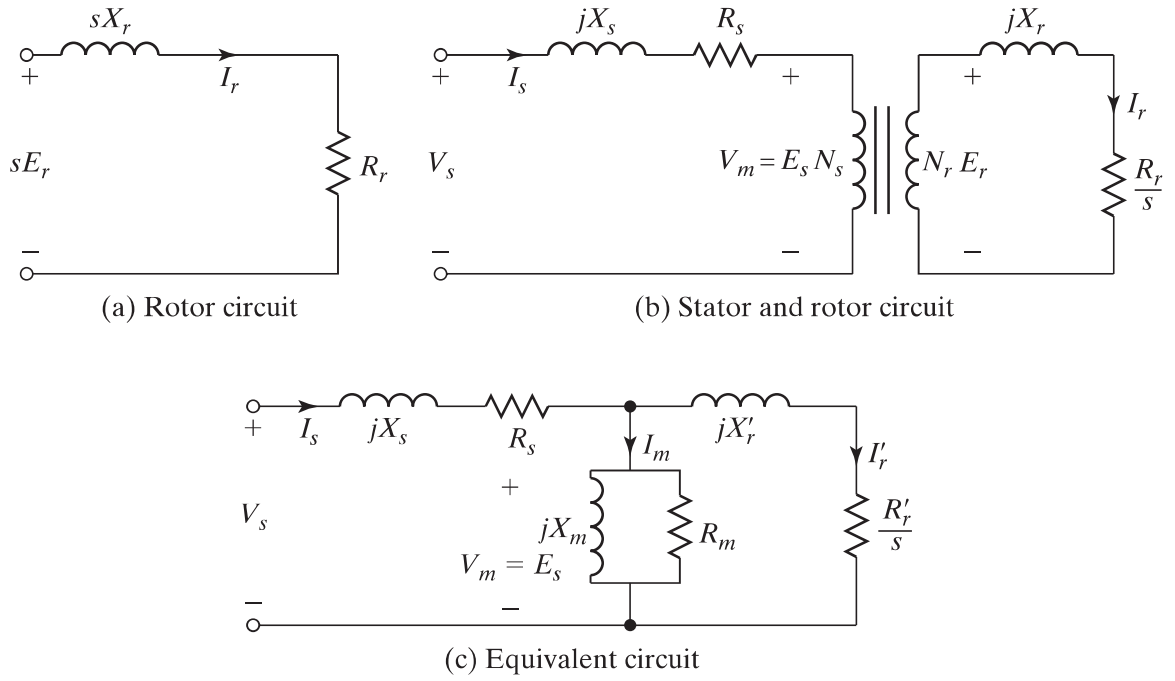 sX_r
+
I_r
sE_r
R_r
−
(a) Rotor circuit
jX_s
R_s
jX_r
+
I_s
+
+
I_r
V_s
V_m = E_s N_s
N_r E_r
R_r/s
−
−
−
(b) Stator and rotor circuit
+
I_s
jX_s
R_s
jX'_r
I_m
I'_r
+
V_s
jX_m
R_m
R'_r/s
V_m = E_s
−
−
(c) Equivalent circuit